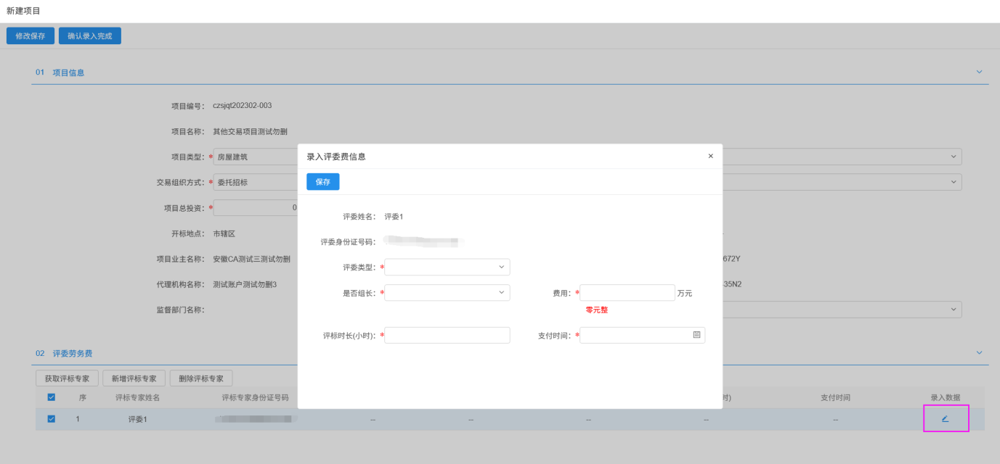 新建项目
修改保存 确认录入完成
01 项目信息
项目编号： czsjqt202302-003
项目名称： 其他交易项目测试勿删
项目类型：* 房屋建筑
交易组织方式：* 委托招标
项目总投资：* 0
开标地点： 市辖区
项目业主名称： 安徽CA测试三测试勿删 672Y
代理机构名称： 测试账户测试勿删3 35N2
监督部门名称：
录入评委费信息 ×
保存
评委姓名： 评委1
评委身份证号码：
评委类型：*
是否组长：* 费用：* 万元
零元整
评标时长(小时)：* 支付时间：*
02 评委劳务费
获取评标专家 新增评标专家 删除评标专家
序 评标专家姓名 评标专家身份证号码 时) 支付时间 录入数据
1 评委1 -- -- -- -- --